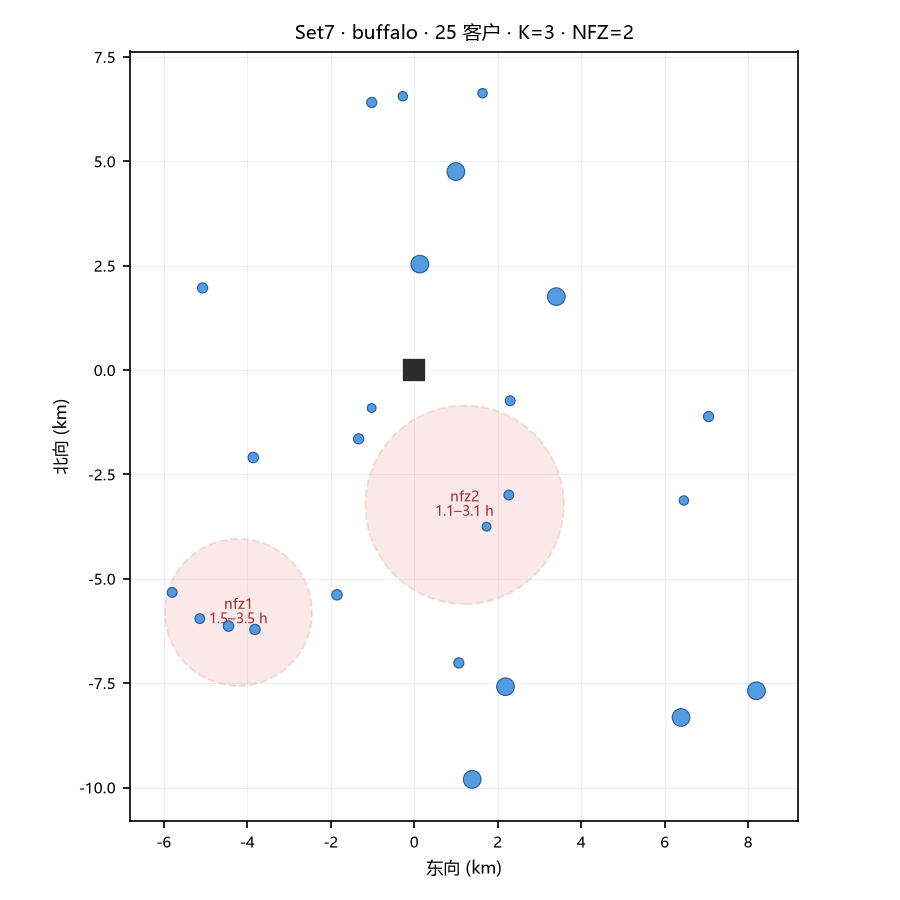 Set7 · buffalo · 25 客户 · K=3 · NFZ=2
7.5
5.0
2.5
0.0
-2.5
-5.0
-7.5
-10.0
北向 (km)
nfz2
1.1–3.1 h
nfz1
1.5–3.5 h
-6
-4
-2
0
2
4
6
8
东向 (km)